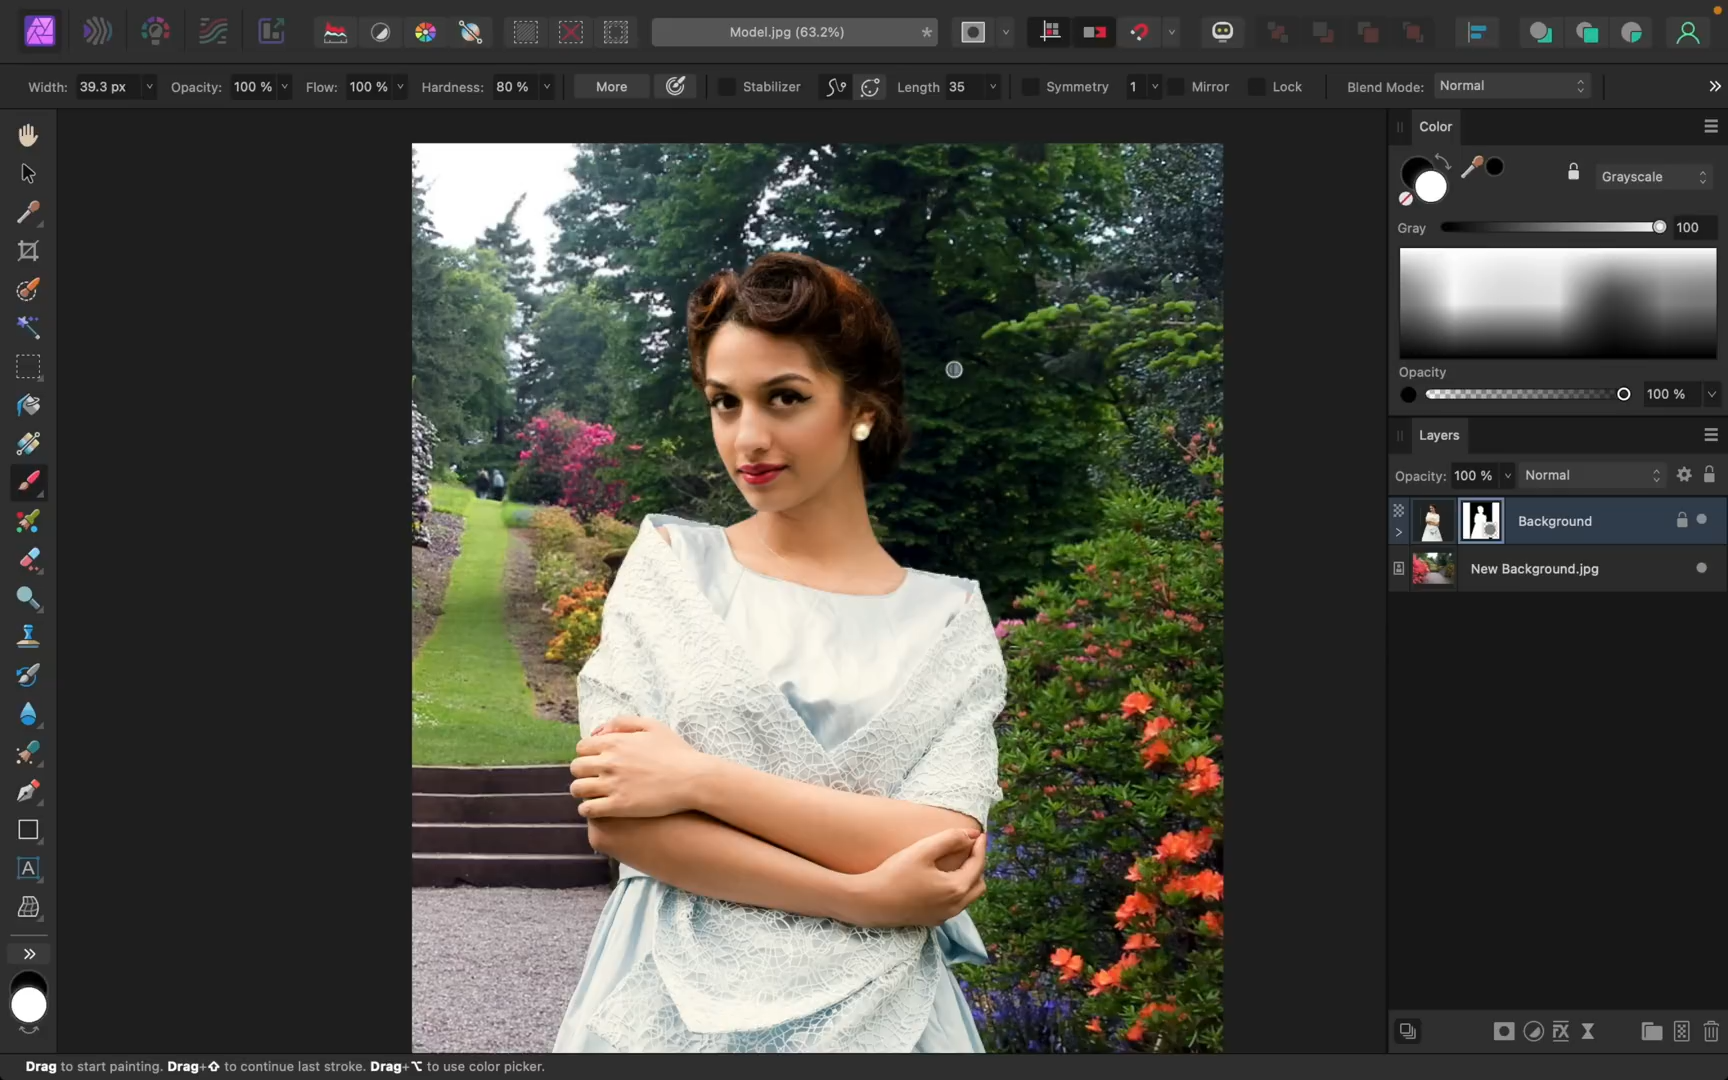 Model.jpg (63.2%)
Width: 39.3 px Opacity: 100 % Flow: 100 % Hardness: 80 % More Stabilizer Length 35 Symmetry 1 Mirror Lock Blend Mode: Normal
Color
Grayscale
Gray 100
Opacity
100 %
Layers
Opacity: 100 % Normal
Background
New Background.jpg
A
FX
Drag to start painting. Drag+⇧ to continue last stroke. Drag+⌥ to use color picker.